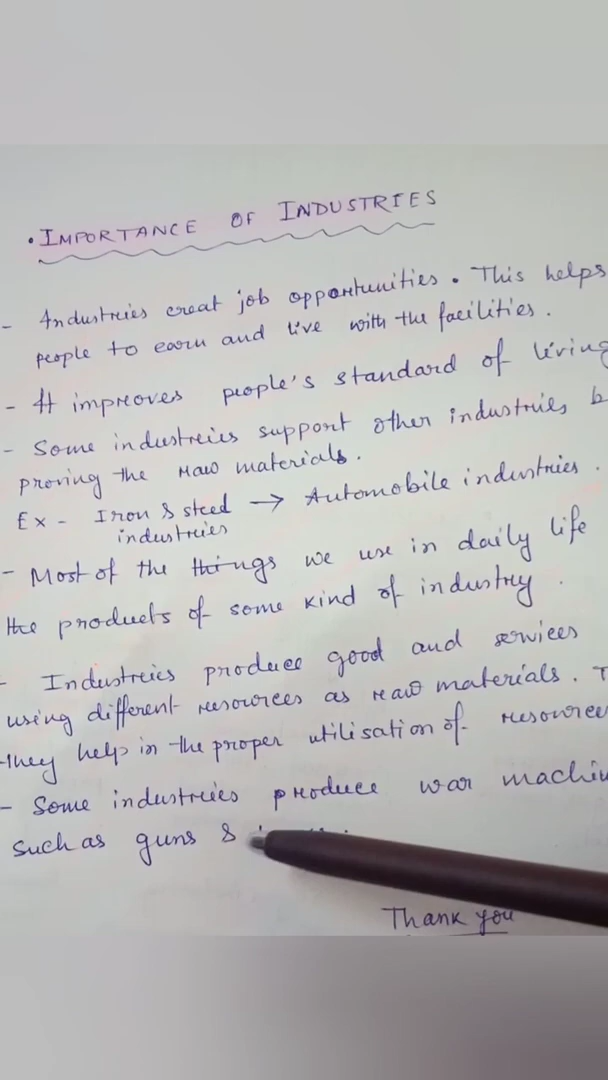 • IMPORTANCE OF INDUSTRIES
- Industries creat job opportunities. This helps
people to earn and live with the facilities.
- It improves people's standard of living
- Some industries support other industries b
proving the raw materials.
Ex - Iron & steed → Automobile industries.
industries
- Most of the things we use in daily life
the products of some kind of industry.
- Industries produce good and services
using different resources as raw materials. T
they help in the proper utilisation of resource
- Some industries produce war machin
such as guns &
Thank you